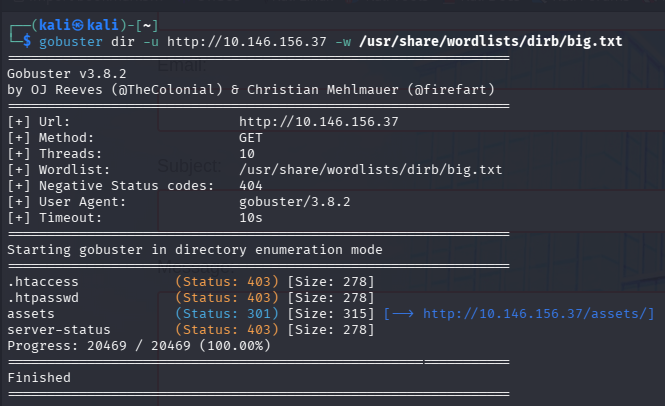 ┌──(kali㉿kali)-[~]
└─$ gobuster dir -u http://10.146.156.37 -w /usr/share/wordlists/dirb/big.txt
===============================================================
Gobuster v3.8.2
by OJ Reeves (@TheColonial) & Christian Mehlmauer (@firefart)
===============================================================
[+] Url:                     http://10.146.156.37
[+] Method:                  GET
[+] Threads:                 10
[+] Wordlist:                /usr/share/wordlists/dirb/big.txt
[+] Negative Status codes:   404
[+] User Agent:              gobuster/3.8.2
[+] Timeout:                 10s
===============================================================
Starting gobuster in directory enumeration mode
===============================================================
.htaccess            (Status: 403) [Size: 278]
.htpasswd            (Status: 403) [Size: 278]
assets               (Status: 301) [Size: 315] [--> http://10.146.156.37/assets/]
server-status        (Status: 403) [Size: 278]
Progress: 20469 / 20469 (100.00%)
===============================================================
Finished
===============================================================
Email:
Subject: